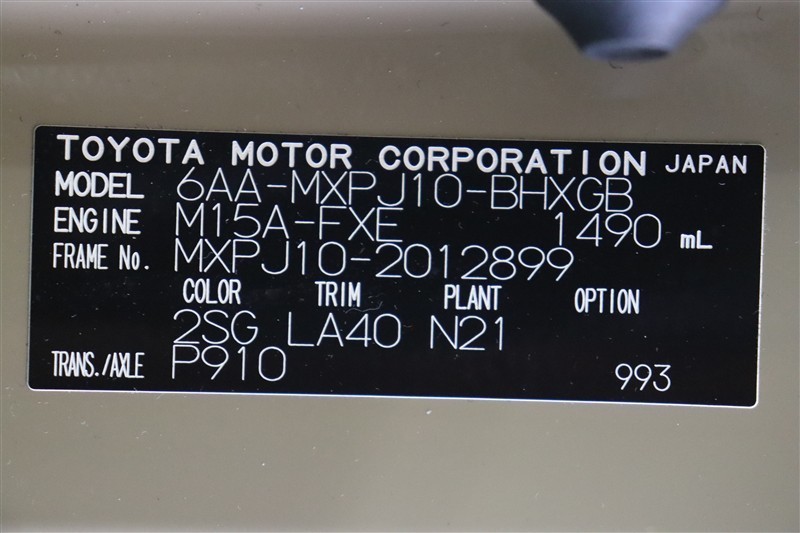 TOYOTA MOTOR CORPORATION JAPAN
MODEL 6AA-MXPJ10-BHXGB
ENGINE M15A-FXE 1490 mL
FRAME No. MXPJ10-2012899
COLOR TRIM PLANT OPTION
2SG LA40 N21
TRANS./AXLE P910 993